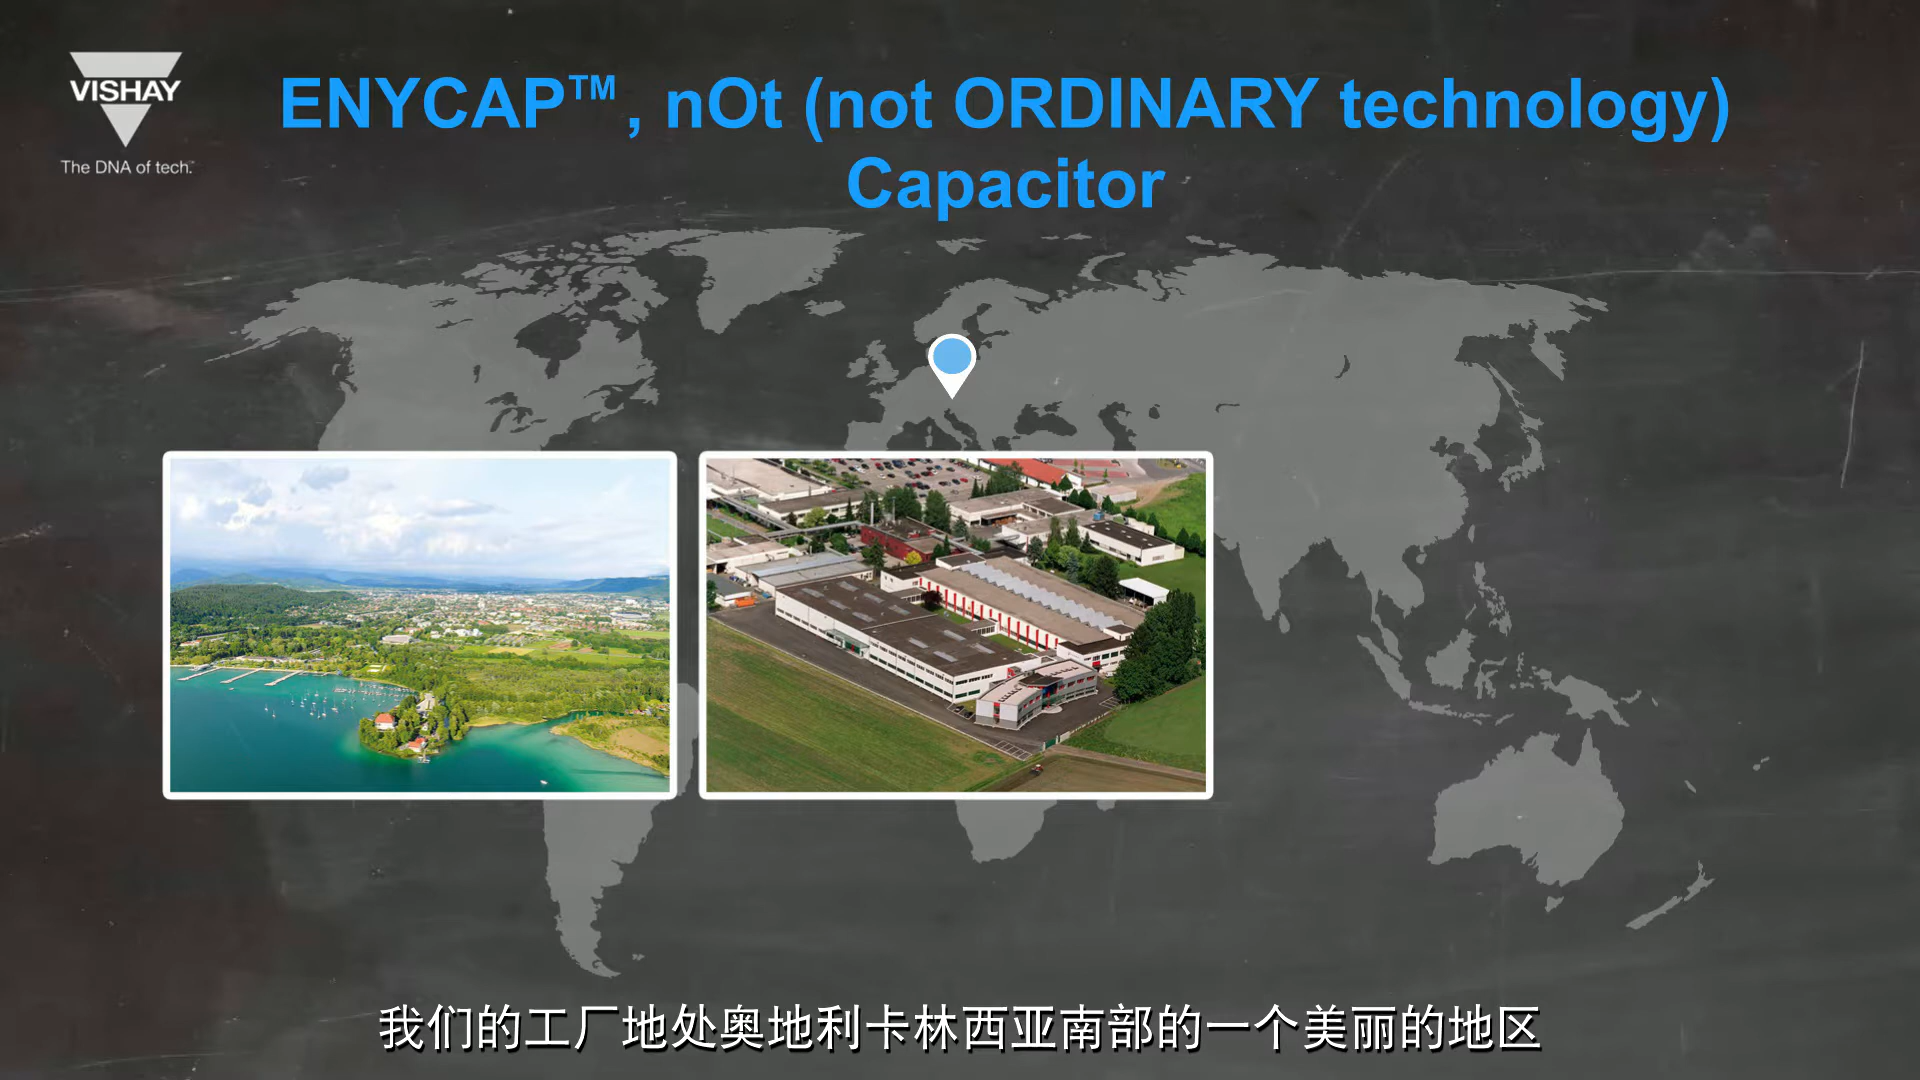 VISHAY
The DNA of tech.™
ENYCAP™, nOt (not ORDINARY technology)
Capacitor
我们的工厂地处奥地利卡林西亚南部的一个美丽的地区